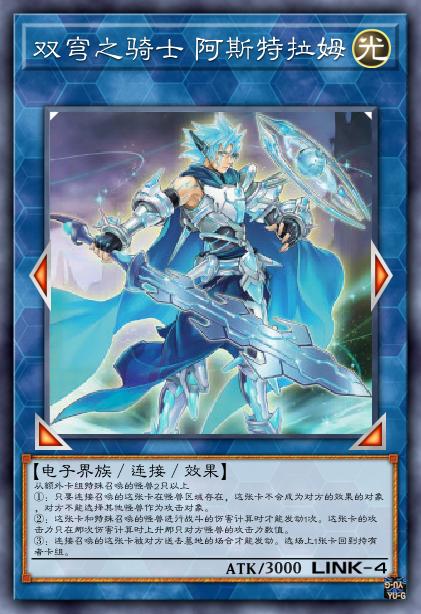 双穹之骑士 阿斯特拉姆
光
【电子界族／连接／效果】
从额外卡组特殊召唤的怪兽2只以上
①：只要连接召唤的这张卡在怪兽区域存在，这张卡不会成为对方的效果的对象
，对方不能选择其他怪兽作为攻击对象。
②：这张卡和特殊召唤的怪兽进行战斗的伤害计算时才能发动1次。这张卡的攻
击力只在那次伤害计算时上升那只对方怪兽的攻击力数值。
③：连接召唤的这张卡被对方送去墓地的场合才能发动。选场上1张卡回到持有
者卡组。
ATK/3000 LINK-4